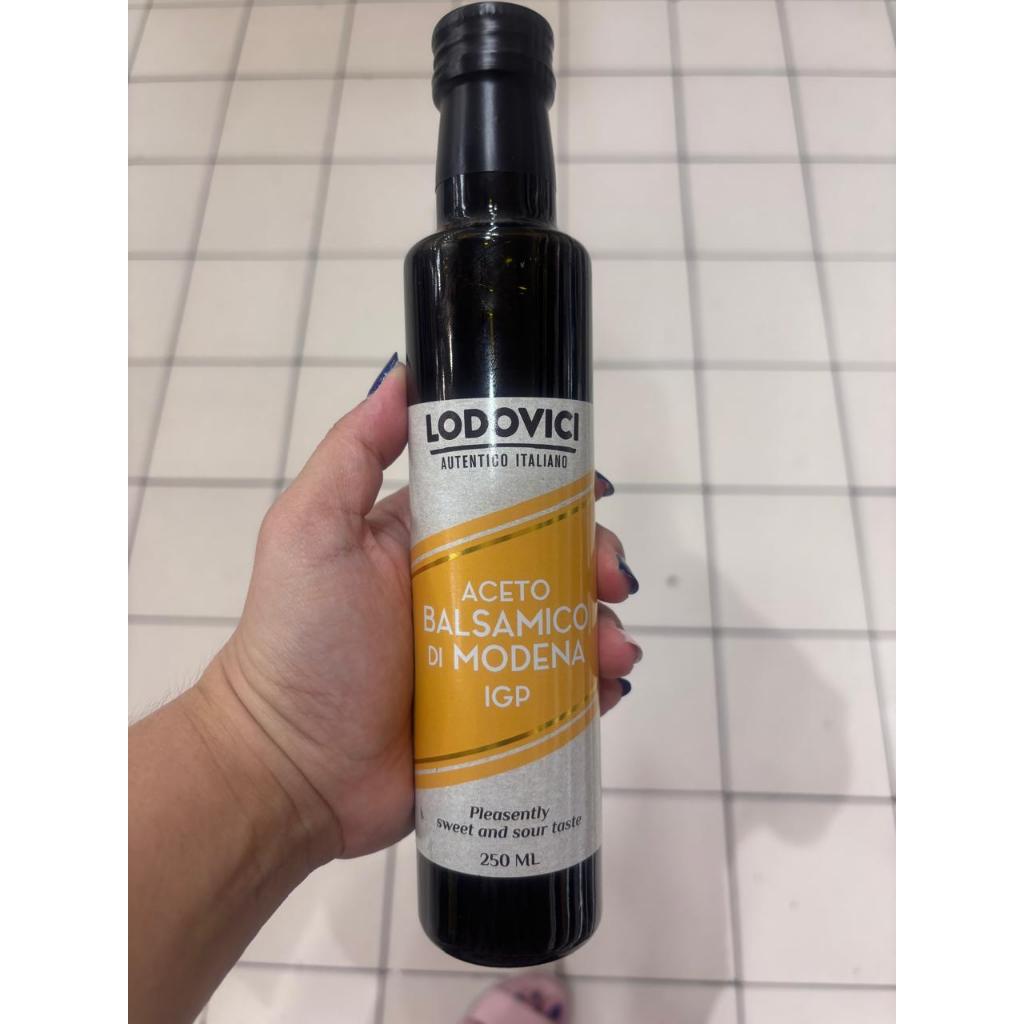 LODOVICI
AUTENTICO ITALIANO
ACETO
BALSAMICO
DI MODENA
IGP
Pleasently
sweet and sour taste
250 ML